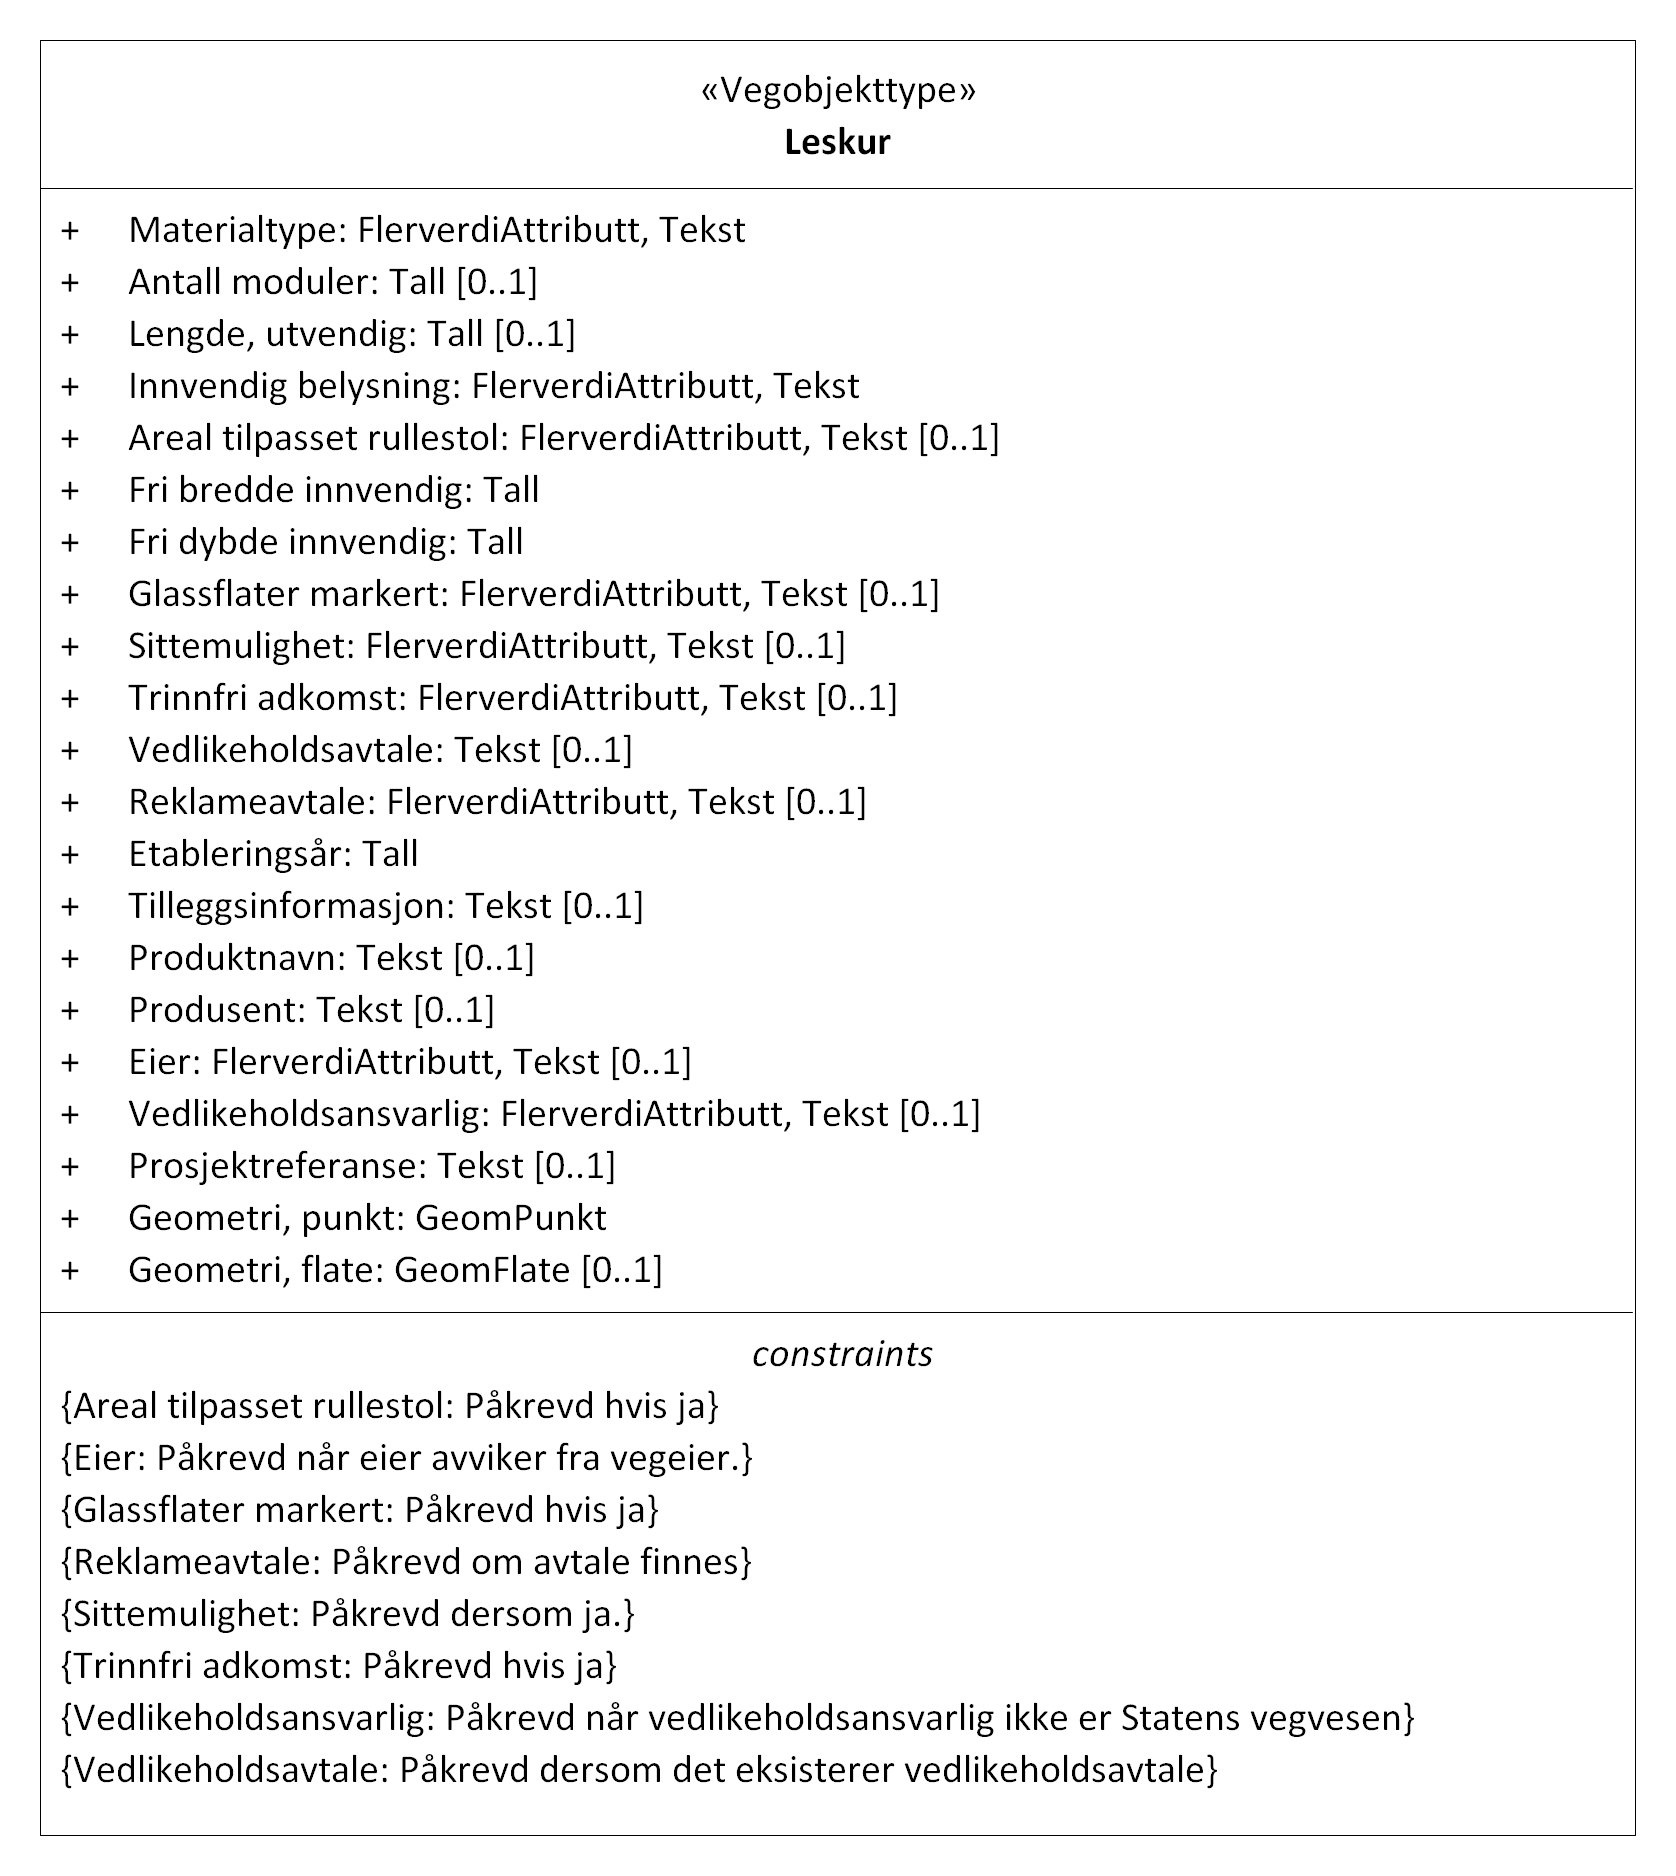 «Vegobjekttype»
Leskur
+ Materialtype: FlerverdiAttributt, Tekst
+ Antall moduler: Tall [0..1]
+ Lengde, utvendig: Tall [0..1]
+ Innvendig belysning: FlerverdiAttributt, Tekst
+ Areal tilpasset rullestol: FlerverdiAttributt, Tekst [0..1]
+ Fri bredde innvendig: Tall
+ Fri dybde innvendig: Tall
+ Glassflater markert: FlerverdiAttributt, Tekst [0..1]
+ Sittemulighet: FlerverdiAttributt, Tekst [0..1]
+ Trinnfri adkomst: FlerverdiAttributt, Tekst [0..1]
+ Vedlikeholdsavtale: Tekst [0..1]
+ Reklameavtale: FlerverdiAttributt, Tekst [0..1]
+ Etableringsår: Tall
+ Tilleggsinformasjon: Tekst [0..1]
+ Produktnavn: Tekst [0..1]
+ Produsent: Tekst [0..1]
+ Eier: FlerverdiAttributt, Tekst [0..1]
+ Vedlikeholdsansvarlig: FlerverdiAttributt, Tekst [0..1]
+ Prosjektreferanse: Tekst [0..1]
+ Geometri, punkt: GeomPunkt
+ Geometri, flate: GeomFlate [0..1]
constraints
{Areal tilpasset rullestol: Påkrevd hvis ja}
{Eier: Påkrevd når eier avviker fra vegeier.}
{Glassflater markert: Påkrevd hvis ja}
{Reklameavtale: Påkrevd om avtale finnes}
{Sittemulighet: Påkrevd dersom ja.}
{Trinnfri adkomst: Påkrevd hvis ja}
{Vedlikeholdsansvarlig: Påkrevd når vedlikeholdsansvarlig ikke er Statens vegvesen}
{Vedlikeholdsavtale: Påkrevd dersom det eksisterer vedlikeholdsavtale}